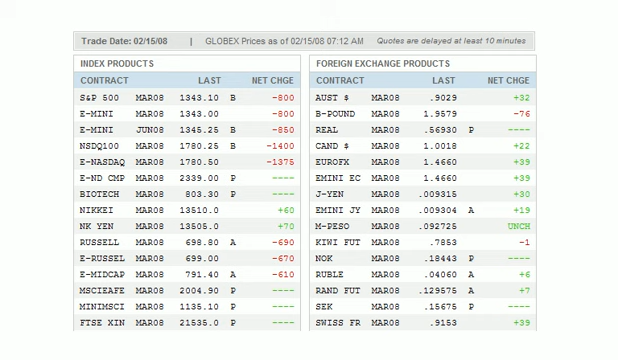 Trade Date: 02/15/08 | GLOBEX Prices as of 02/15/08 07:12 AM Quotes are delayed at least 10 minutes
INDEX PRODUCTS
CONTRACT LAST NET CHGE
S&P 500 MAR08 1343.10 B -800
E-MINI MAR08 1343.00 -800
E-MINI JUN08 1345.25 B -850
NSDQ100 MAR08 1780.25 B -1400
E-NASDAQ MAR08 1780.50 -1375
E-ND CMP MAR08 2339.00 P ----
BIOTECH MAR08 803.30 P ----
NIKKEI MAR08 13510.0 +60
NK YEN MAR08 13505.0 +70
RUSSELL MAR08 698.80 A -690
E-RUSSEL MAR08 699.00 -670
E-MIDCAP MAR08 791.40 A -610
MSCIEAFE MAR08 2004.90 P ----
MINIMSCI MAR08 1135.10 P ----
FTSE XIN MAR08 21535.0 P ----
FOREIGN EXCHANGE PRODUCTS
CONTRACT LAST NET CHGE
AUST $ MAR08 .9029 +32
B-POUND MAR08 1.9579 -76
REAL MAR08 .56930 P ----
CAND $ MAR08 1.0018 +22
EUROFX MAR08 1.4660 +39
EMINI EC MAR08 1.4660 +39
J-YEN MAR08 .009315 +30
EMINI JY MAR08 .009304 A +19
M-PESO MAR08 .092725 UNCH
KIWI FUT MAR08 .7853 -1
NOK MAR08 .18443 P ----
RUBLE MAR08 .04060 A +6
RAND FUT MAR08 .129575 A +7
SEK MAR08 .15675 P ----
SWISS FR MAR08 .9153 +39